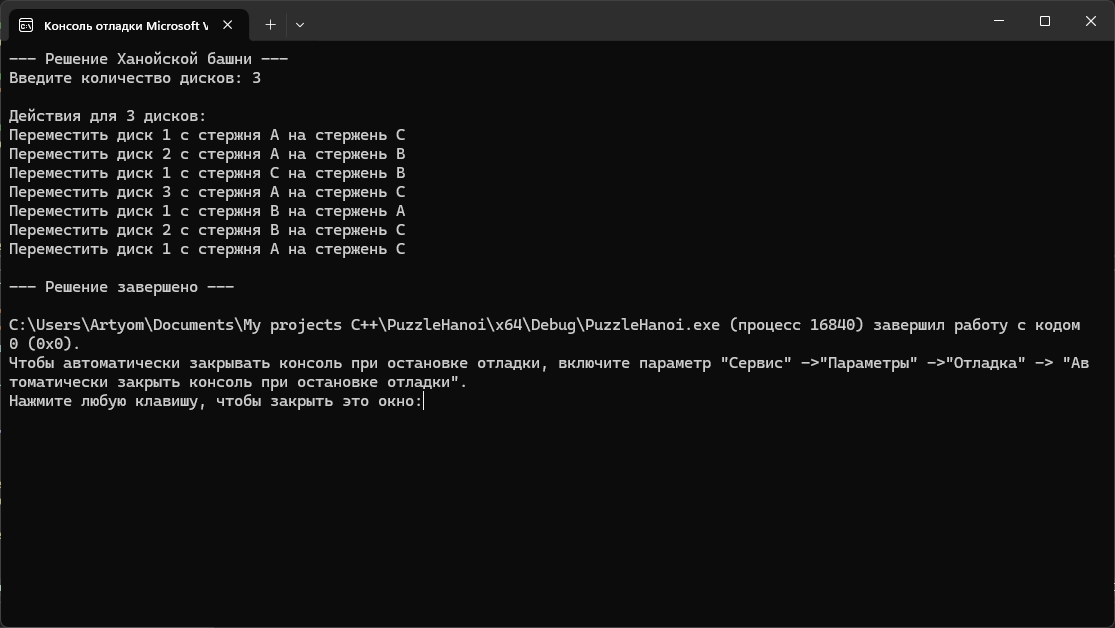 Консоль отладки Microsoft V
--- Решение Ханойской башни ---
Введите количество дисков: 3
Действия для 3 дисков:
Переместить диск 1 с стержня A на стержень C
Переместить диск 2 с стержня A на стержень B
Переместить диск 1 с стержня C на стержень B
Переместить диск 3 с стержня A на стержень C
Переместить диск 1 с стержня B на стержень A
Переместить диск 2 с стержня B на стержень C
Переместить диск 1 с стержня A на стержень C
--- Решение завершено ---
C:\Users\Artyom\Documents\My projects C++\PuzzleHanoi\x64\Debug\PuzzleHanoi.exe (процесс 16840) завершил работу с кодом
0 (0x0).
Чтобы автоматически закрывать консоль при остановке отладки, включите параметр "Сервис" ->"Параметры" ->"Отладка" -> "Ав
томатически закрыть консоль при остановке отладки".
Нажмите любую клавишу, чтобы закрыть это окно: